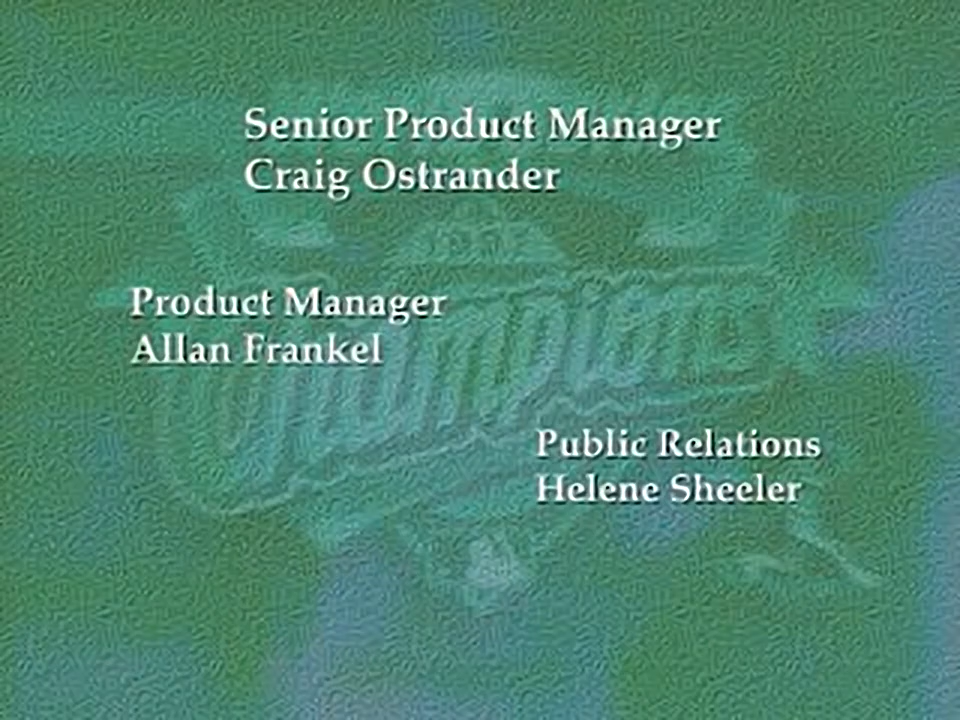 Senior Product Manager
Craig Ostrander
Product Manager
Allan Frankel
Public Relations
Helene Sheeler